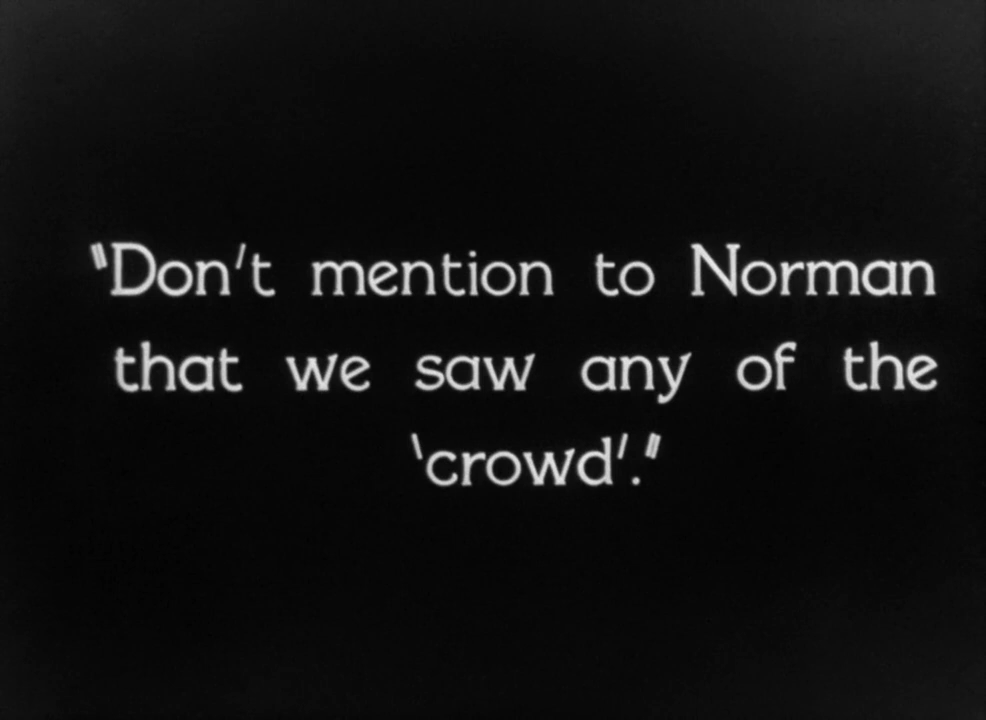 "Don't mention to Norman
that we saw any of the
'crowd'."